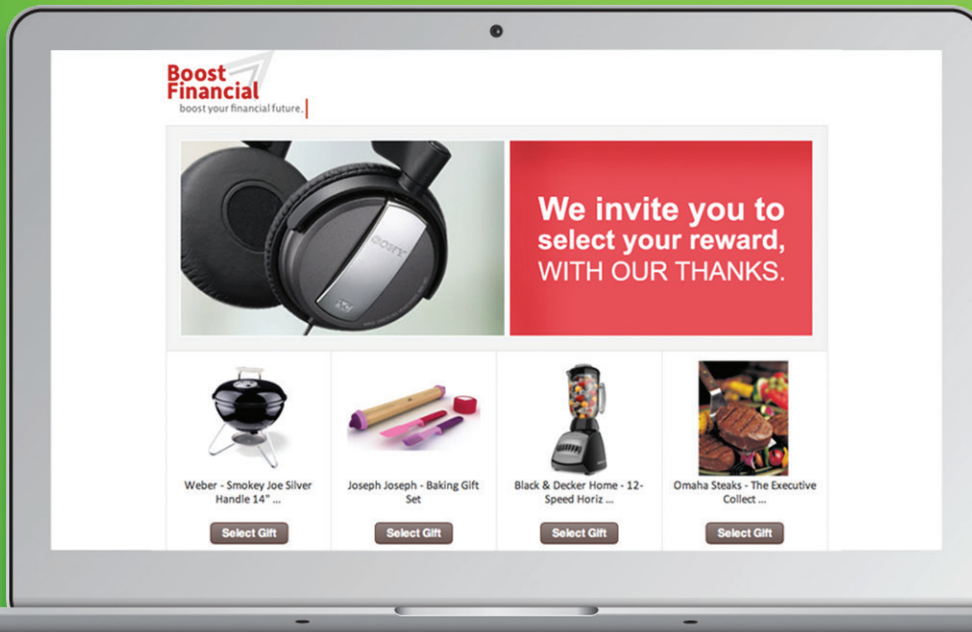 Boost
Financial
boost your financial future.
SONY
We invite you to
select your reward,
WITH OUR THANKS.
Weber - Smokey Joe Silver
Handle 14" ...
Joseph Joseph - Baking Gift
Set
Black & Decker Home - 12-
Speed Horiz ...
Omaha Steaks - The Executive
Collect ...
Select Gift
Select Gift
Select Gift
Select Gift